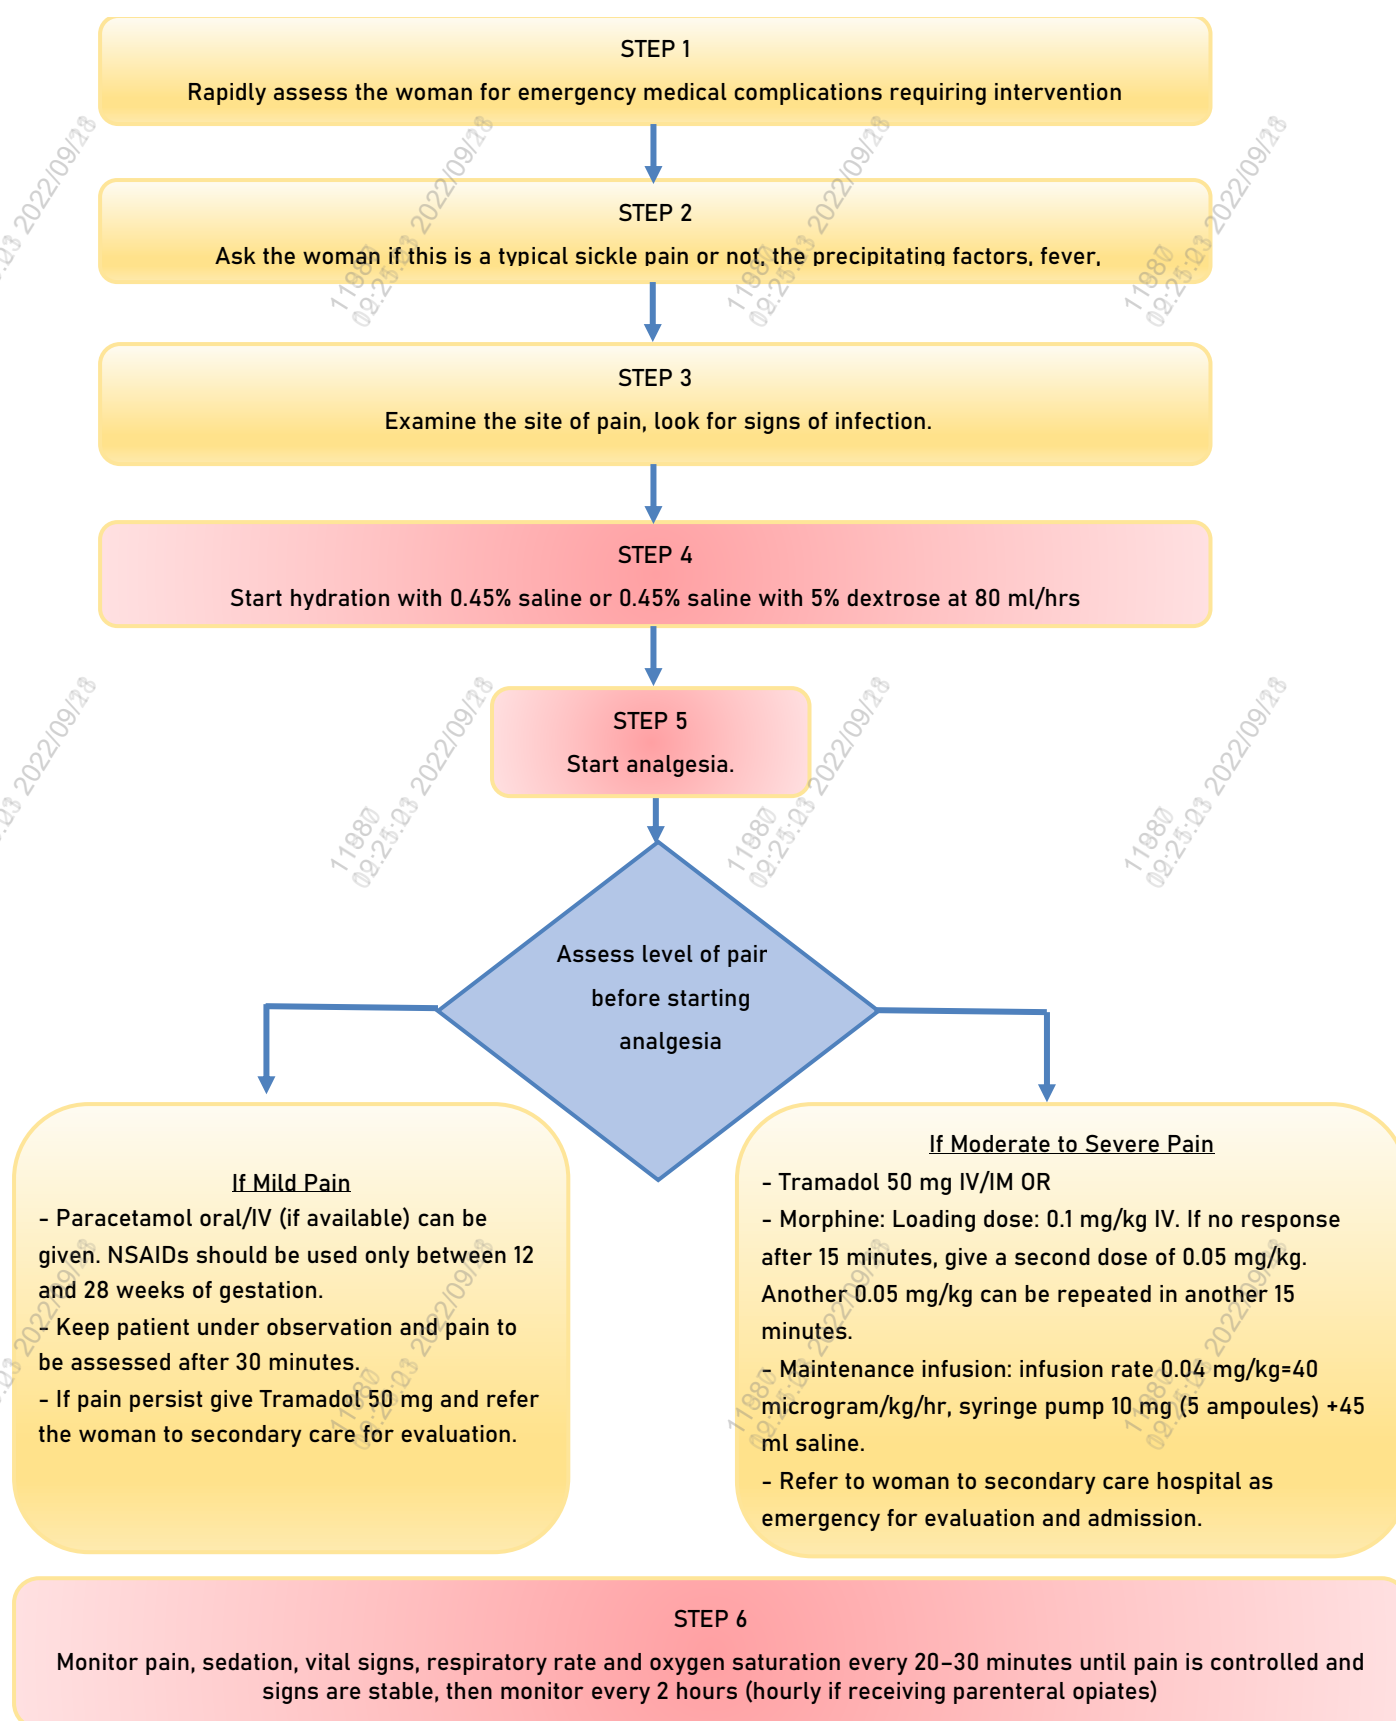 STEP 1
Rapidly assess the woman for emergency medical complications requiring intervention
STEP 2
Ask the woman if this is a typical sickle pain or not, the precipitating factors, fever,
STEP 3
Examine the site of pain, look for signs of infection.
STEP 4
Start hydration with 0.45% saline or 0.45% saline with 5% dextrose at 80 ml/hrs
STEP 5
Start analgesia.
Assess level of pair
before starting
analgesia
If Mild Pain
- Paracetamol oral/IV (if available) can be
given. NSAIDs should be used only between 12
and 28 weeks of gestation.
- Keep patient under observation and pain to
be assessed after 30 minutes.
- If pain persist give Tramadol 50 mg and refer
the woman to secondary care for evaluation.
If Moderate to Severe Pain
- Tramadol 50 mg IV/IM OR
- Morphine: Loading dose: 0.1 mg/kg IV. If no response
after 15 minutes, give a second dose of 0.05 mg/kg.
Another 0.05 mg/kg can be repeated in another 15
minutes.
- Maintenance infusion: infusion rate 0.04 mg/kg=40
microgram/kg/hr, syringe pump 10 mg (5 ampoules) +45
ml saline.
- Refer to woman to secondary care hospital as
emergency for evaluation and admission.
STEP 6
Monitor pain, sedation, vital signs, respiratory rate and oxygen saturation every 20–30 minutes until pain is controlled and
signs are stable, then monitor every 2 hours (hourly if receiving parenteral opiates)